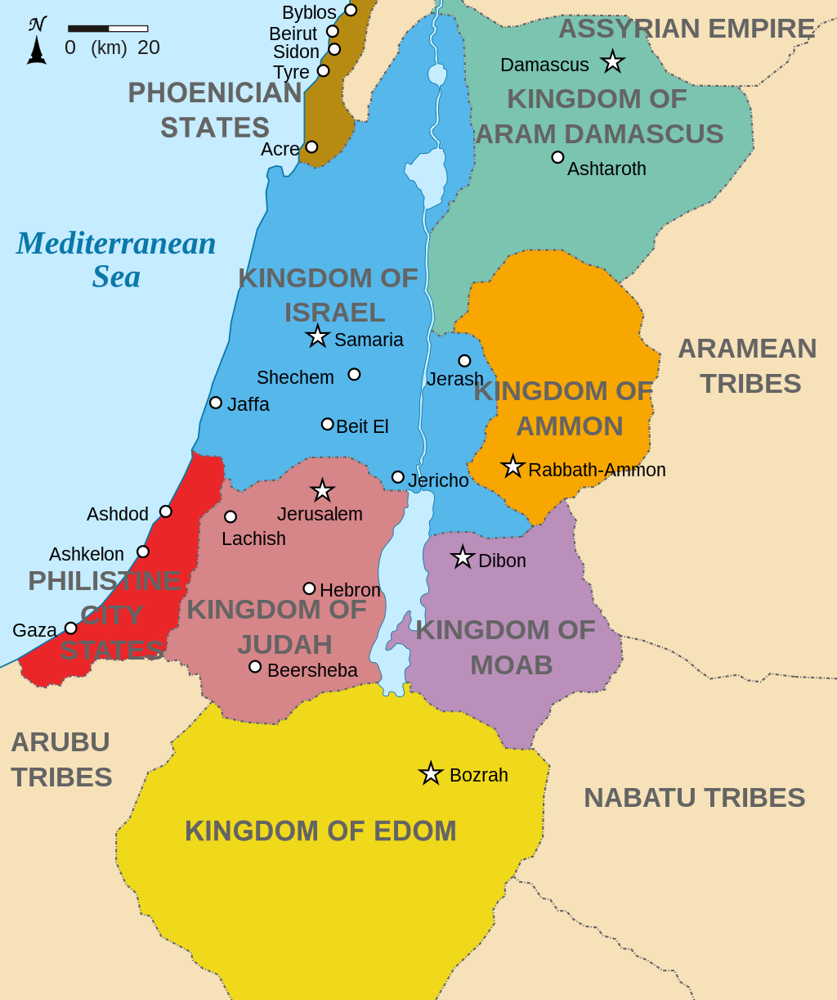 N
0 (km) 20
Byblos
Beirut
Sidon
Tyre
PHOENICIAN
STATES
Acre
ASSYRIAN EMPIRE
Damascus
KINGDOM OF
ARAM DAMASCUS
Ashtaroth
Mediterranean
Sea
KINGDOM OF
ISRAEL
Samaria
Shechem
Jaffa
Beit El
Jerash
Jericho
KINGDOM OF
AMMON
Rabbath-Ammon
ARAMEAN
TRIBES
Ashdod
Ashkelon
PHILISTINE
CITY
STATES
Gaza
Jerusalem
Lachish
Hebron
KINGDOM OF
JUDAH
Beersheba
Dibon
KINGDOM OF
MOAB
ARUBU
TRIBES
Bozrah
KINGDOM OF EDOM
NABATU TRIBES